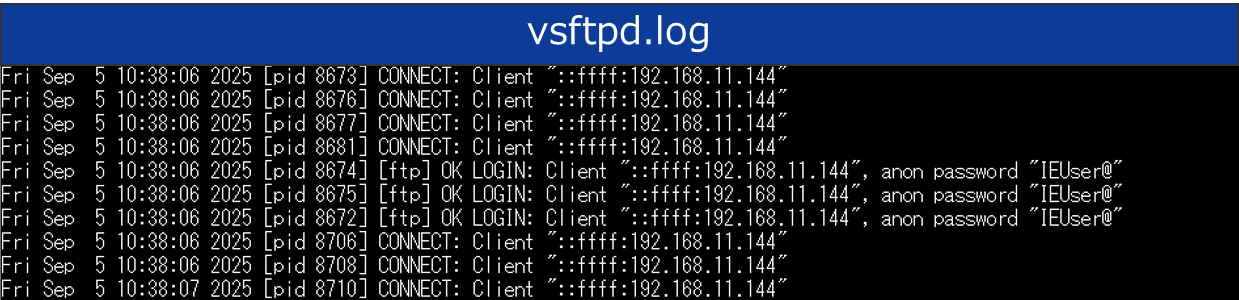 vsftpd.log
Fri Sep  5 10:38:06 2025 [pid 8673] CONNECT: Client "::ffff:192.168.11.144"
Fri Sep  5 10:38:06 2025 [pid 8676] CONNECT: Client "::ffff:192.168.11.144"
Fri Sep  5 10:38:06 2025 [pid 8677] CONNECT: Client "::ffff:192.168.11.144"
Fri Sep  5 10:38:06 2025 [pid 8681] CONNECT: Client "::ffff:192.168.11.144"
Fri Sep  5 10:38:06 2025 [pid 8674] [ftp] OK LOGIN: Client "::ffff:192.168.11.144", anon password "IEUser@"
Fri Sep  5 10:38:06 2025 [pid 8675] [ftp] OK LOGIN: Client "::ffff:192.168.11.144", anon password "IEUser@"
Fri Sep  5 10:38:06 2025 [pid 8672] [ftp] OK LOGIN: Client "::ffff:192.168.11.144", anon password "IEUser@"
Fri Sep  5 10:38:06 2025 [pid 8706] CONNECT: Client "::ffff:192.168.11.144"
Fri Sep  5 10:38:06 2025 [pid 8708] CONNECT: Client "::ffff:192.168.11.144"
Fri Sep  5 10:38:07 2025 [pid 8710] CONNECT: Client "::ffff:192.168.11.144"